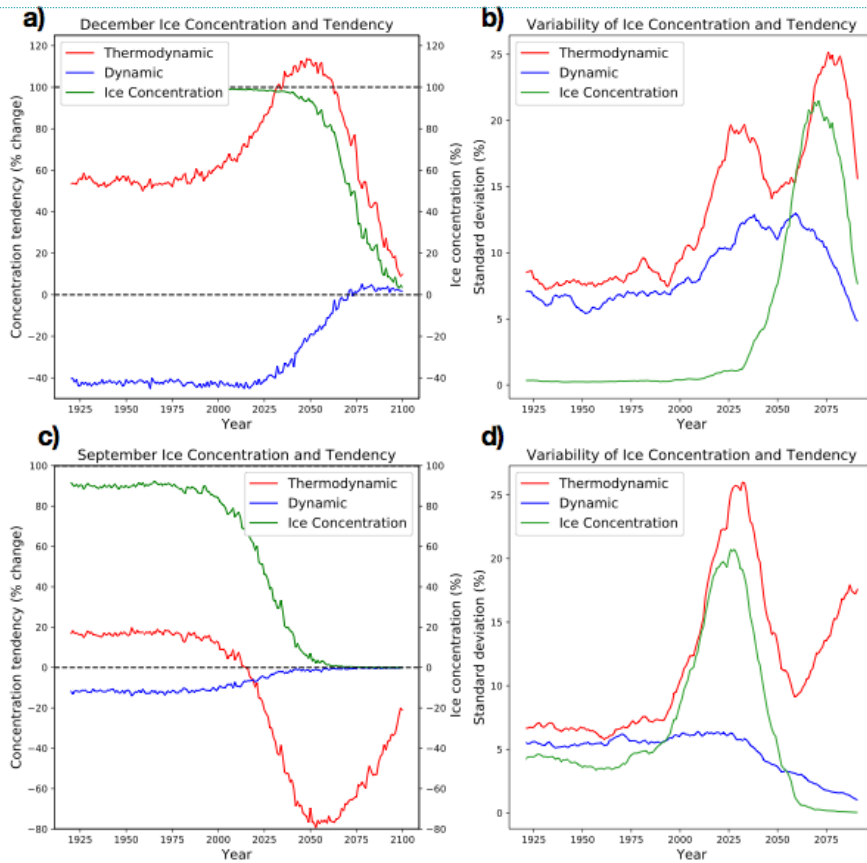 a)
December Ice Concentration and Tendency
Thermodynamic
Dynamic
Ice Concentration
Concentration tendency (% change)
120
100
80
60
40
20
0
−20
−40
120
100
80
60
40
20
0
−20
−40
Ice concentration (%)
1925 1950 1975 2000 2025 2050 2075 2100
Year
b)
Variability of Ice Concentration and Tendency
Thermodynamic
Dynamic
Ice Concentration
Standard deviation (%)
25
20
15
10
5
0
1925 1950 1975 2000 2025 2050 2075
Year
c)
September Ice Concentration and Tendency
Thermodynamic
Dynamic
Ice Concentration
Concentration tendency (% change)
100
80
60
40
20
0
−20
−40
−60
−80
100
80
60
40
20
0
−20
−40
−60
−80
Ice concentration (%)
1925 1950 1975 2000 2025 2050 2075 2100
Year
d)
Variability of Ice Concentration and Tendency
Thermodynamic
Dynamic
Ice Concentration
Standard deviation (%)
25
20
15
10
5
0
1925 1950 1975 2000 2025 2050 2075
Year